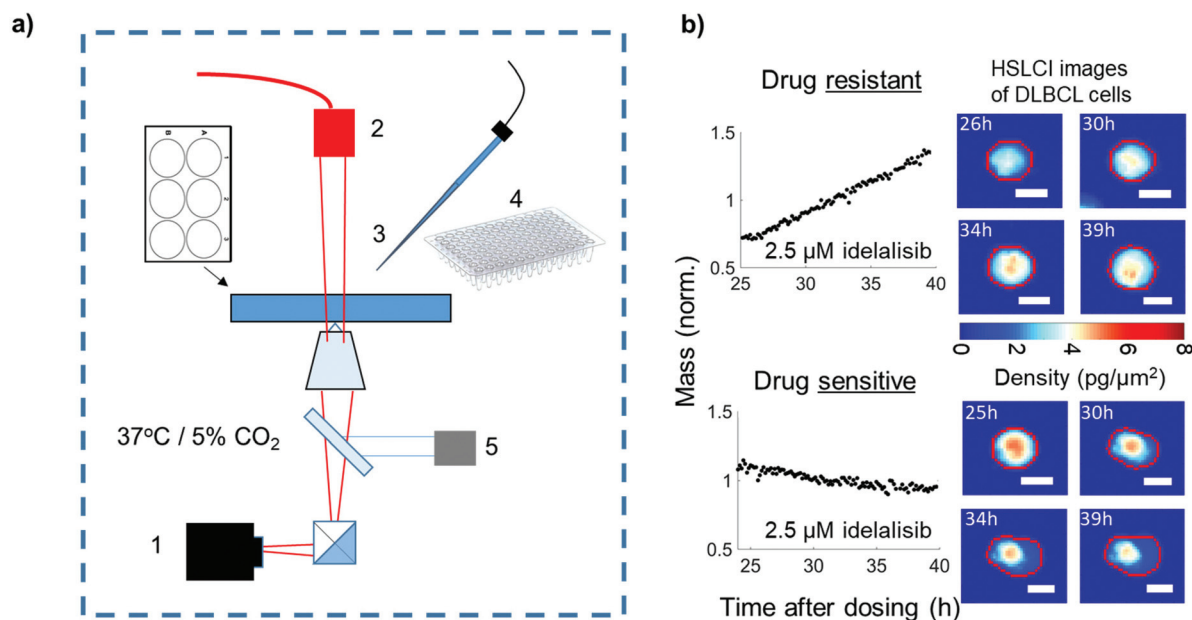 a)
2
B
A
1
2
3
3
4
37°C / 5% CO₂
5
1
b)
Drug resistant
HSLCI images
of DLBCL cells
1.5
1
0.5
2.5 µM idelalisib
25
30
35
40
26h
30h
34h
39h
0
2
4
6
8
Density (pg/µm²)
Mass (norm.)
Drug sensitive
1.5
1
0.5
2.5 µM idelalisib
25
30
35
40
25h
30h
34h
39h
Time after dosing (h)